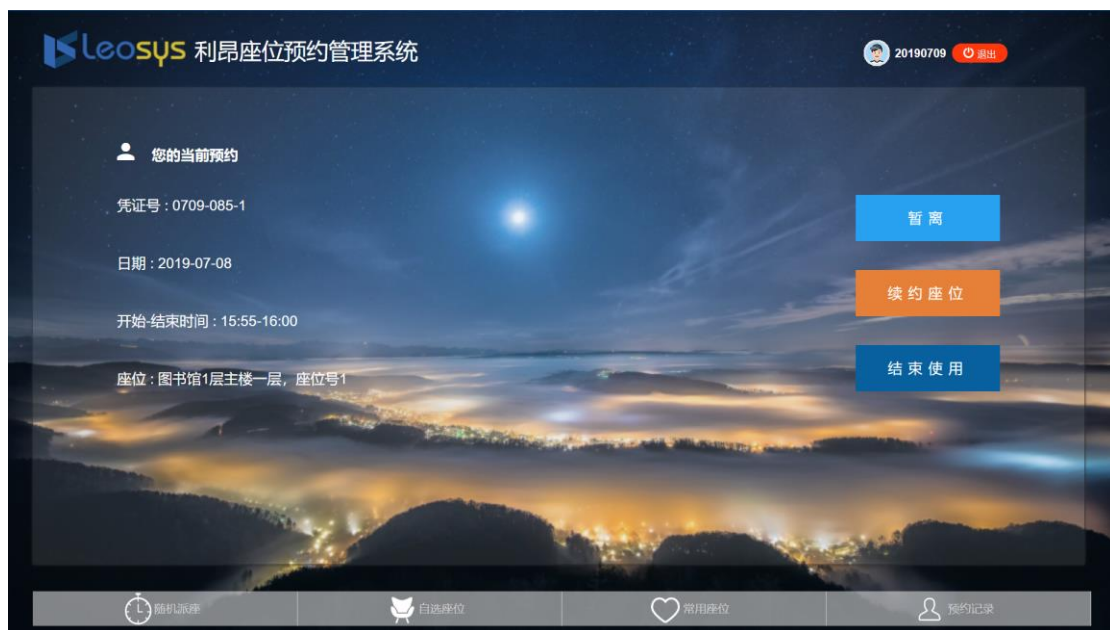 Leosys 利昂座位预约管理系统
20190709 退出
您的当前预约
凭证号 : 0709-085-1
日期 : 2019-07-08
开始-结束时间 : 15:55-16:00
座位 : 图书馆1层主楼一层，座位号1
暂离
续约座位
结束使用
随机派座
自选座位
常用座位
预约记录